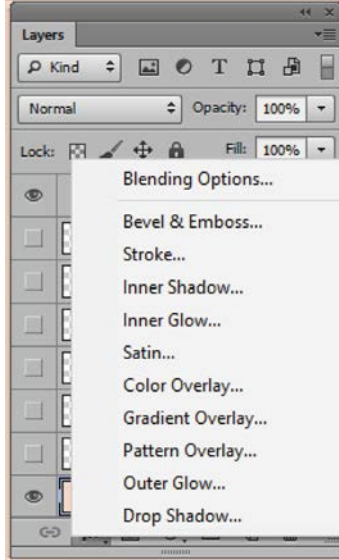 Layers
Kind
Normal Opacity: 100%
Lock: Fill: 100%
Blending Options...
Bevel & Emboss...
Stroke...
Inner Shadow...
Inner Glow...
Satin...
Color Overlay...
Gradient Overlay...
Pattern Overlay...
Outer Glow...
Drop Shadow...